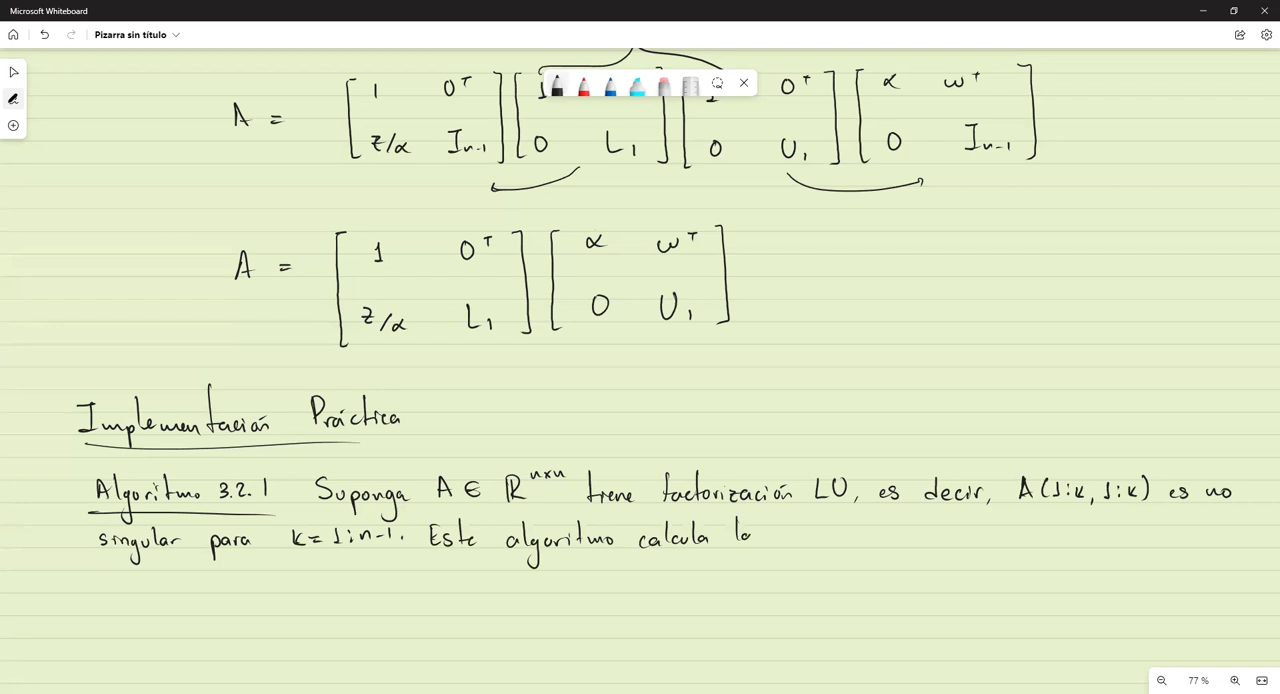 Microsoft Whiteboard
Pizarra sin título
A = [ 1 0ᵀ ; z/α Iₙ₋₁ ] [ 1 ; 0 L₁ ] [ 1 0ᵀ ; 0 U₁ ] [ α wᵀ ; 0 Iₙ₋₁ ]
A = [ 1 0ᵀ ; z/α L₁ ] [ α wᵀ ; 0 U₁ ]
Implementación Práctica
Algoritmo 3.2.1 Suponga A ∈ ℝⁿˣⁿ tiene factorización LU, es decir, A(1:k, 1:k) es no
singular para k = 1:n-1. Este algoritmo calcula la
77 %